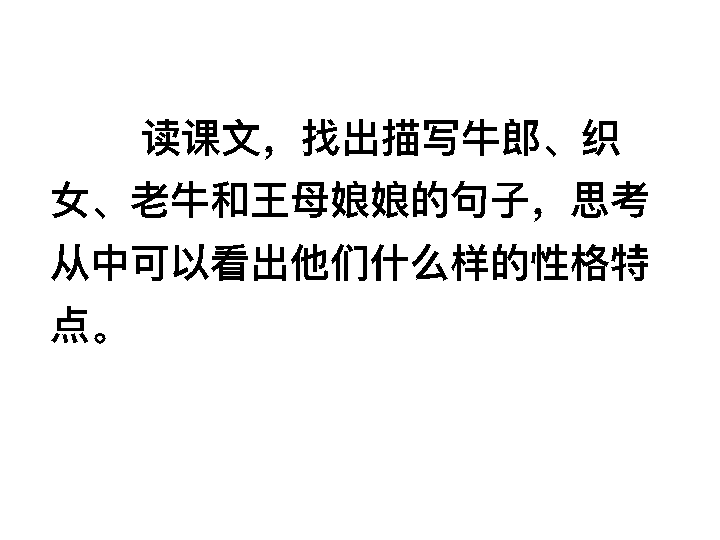 读课文，找出描写牛郎、织
女、老牛和王母娘娘的句子，思考
从中可以看出他们什么样的性格特
点。